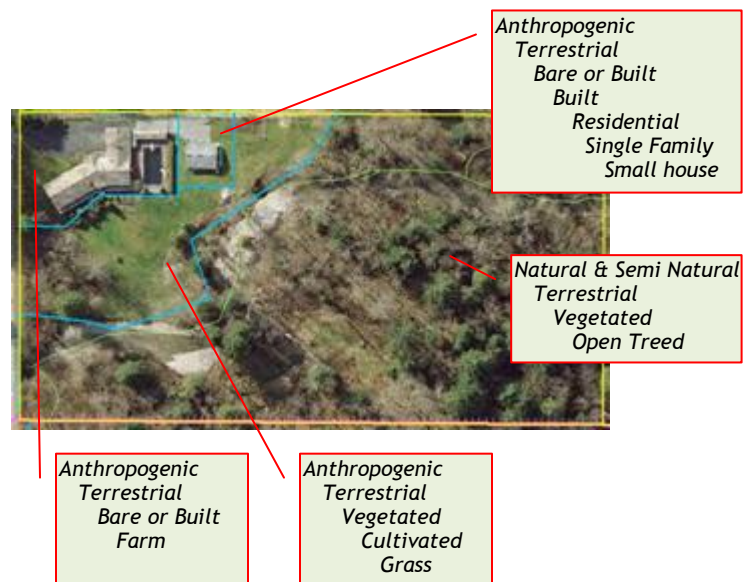 Anthropogenic
Terrestrial
Bare or Built
Built
Residential
Single Family
Small house
Natural & Semi Natural
Terrestrial
Vegetated
Open Treed
Anthropogenic
Terrestrial
Bare or Built
Farm
Anthropogenic
Terrestrial
Vegetated
Cultivated
Grass